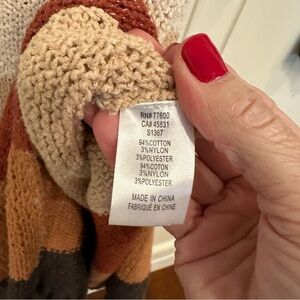 RN# 77600
CA# 45831
S1367
94%COTTON
3%NYLON
3%POLYESTER
94%COTON
3%NYLON
3%POLYESTER
MADE IN CHINA
FABRIQUÉ EN CHINE